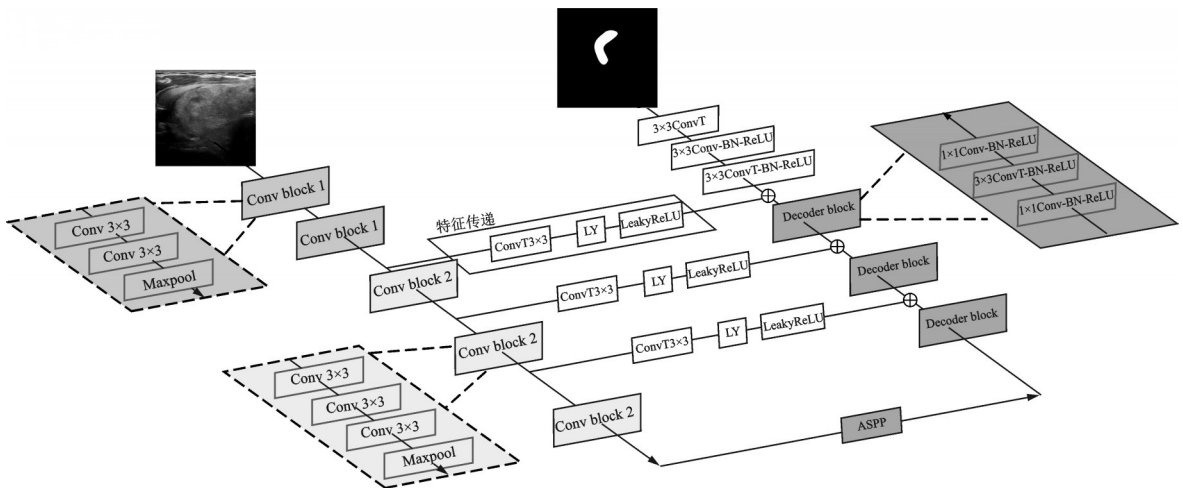 3×3ConvT
3×3Conv-BN-ReLU
3×3ConvT-BN-ReLU
Conv block 1
Conv block 1
Conv block 2
Conv block 2
Conv block 2
Conv 3×3
Conv 3×3
Maxpool
Conv 3×3
Conv 3×3
Conv 3×3
Maxpool
特征传递
ConvT3×3
LY
LeakyReLU
ConvT3×3
LY
LeakyReLU
ConvT3×3
LY
LeakyReLU
Decoder block
Decoder block
Decoder block
1×1Conv-BN-ReLU
3×3ConvT-BN-ReLU
1×1Conv-BN-ReLU
ASPP